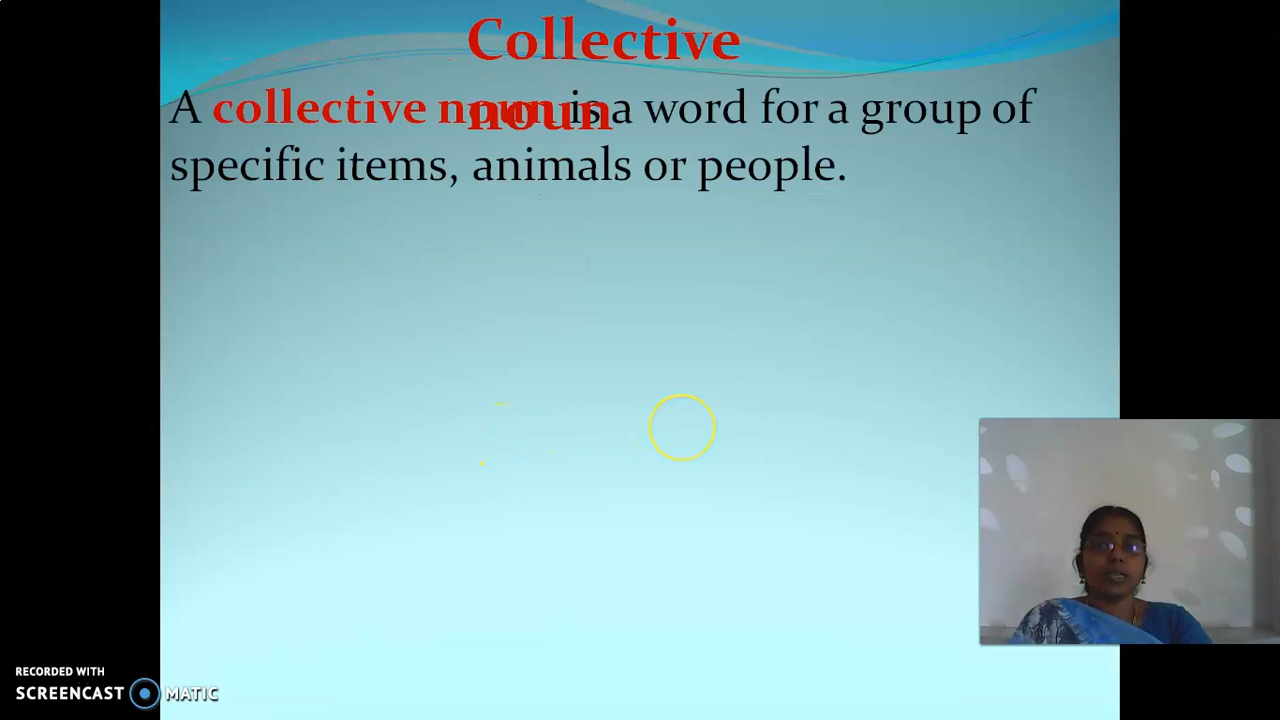 Collective
noun
A collective noun is a word for a group of
specific items, animals or people.
RECORDED WITH
SCREENCAST MATIC